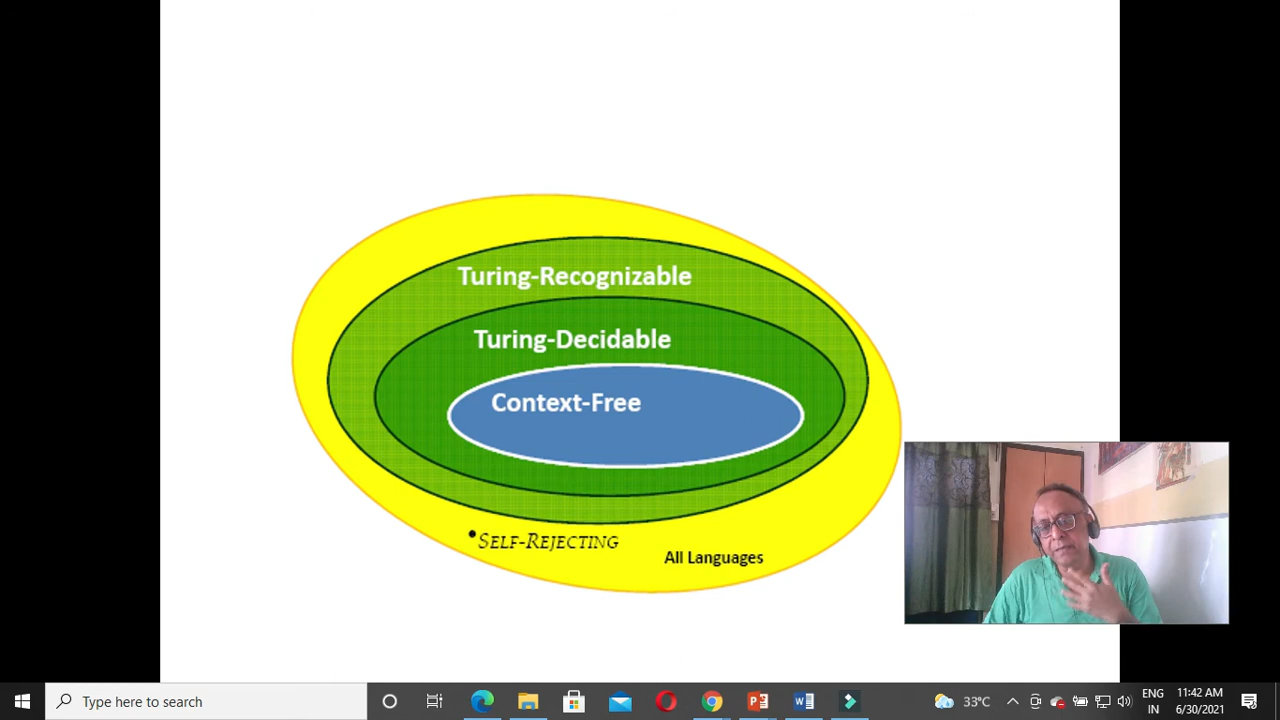 Turing-Recognizable
Turing-Decidable
Context-Free
•SELF-REJECTING
All Languages
Type here to search
33°C
ENG
IN
11:42 AM
6/30/2021